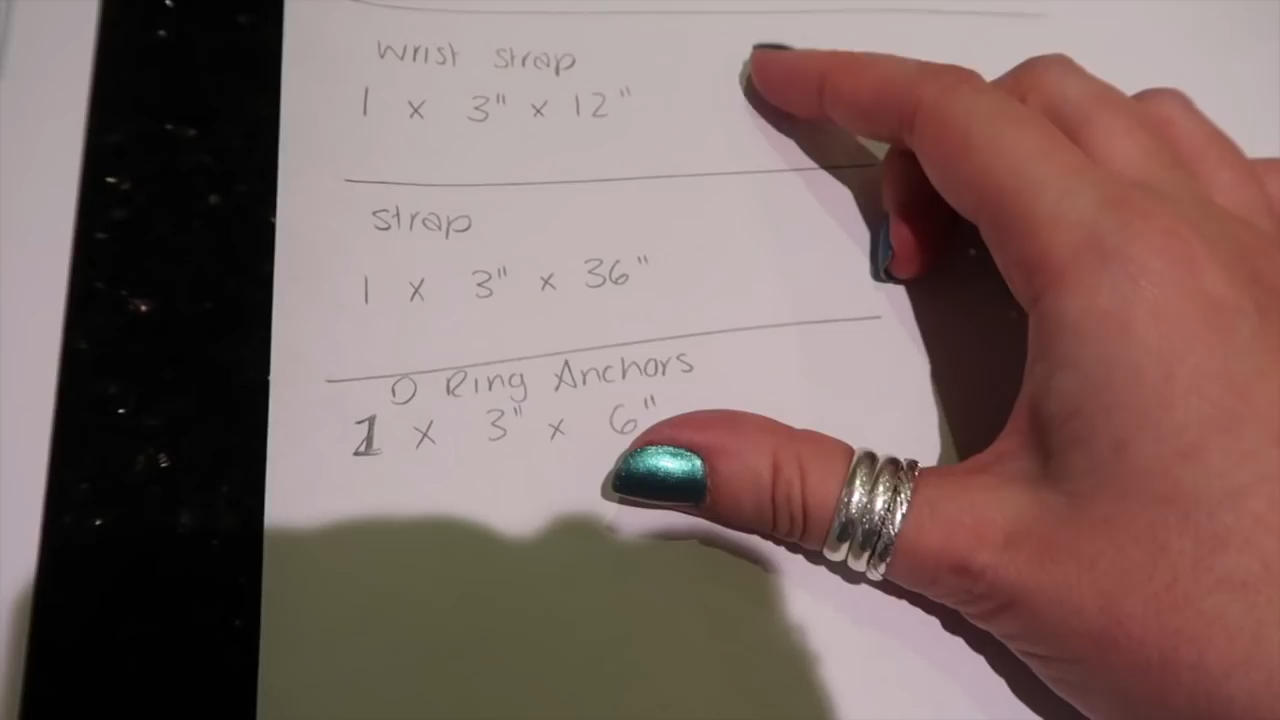 Wrist strap
1 x 3" x 12"
strap
1 x 3" x 36"
D Ring Anchors
1 x 3" x 6"